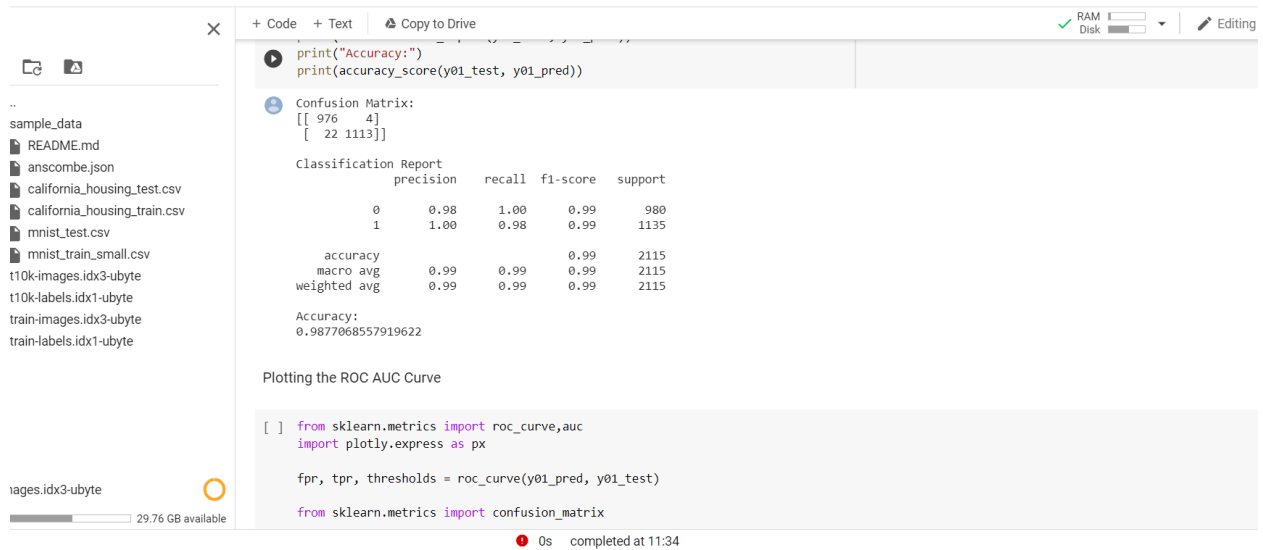 + Code + Text Copy to Drive
RAM
Disk
Editing
print("Accuracy:")
print(accuracy_score(y01_test, y01_pred))
..
sample_data
README.md
anscombe.json
california_housing_test.csv
california_housing_train.csv
mnist_test.csv
mnist_train_small.csv
t10k-images.idx3-ubyte
t10k-labels.idx1-ubyte
train-images.idx3-ubyte
train-labels.idx1-ubyte
ages.idx3-ubyte
29.76 GB available
Confusion Matrix:
[[ 976 4]
[ 22 1113]]
Classification Report
precision recall f1-score support
0 0.98 1.00 0.99 980
1 1.00 0.98 0.99 1135
accuracy 0.99 2115
macro avg 0.99 0.99 0.99 2115
weighted avg 0.99 0.99 0.99 2115
Accuracy:
0.9877068557919622
Plotting the ROC AUC Curve
[ ] from sklearn.metrics import roc_curve,auc
import plotly.express as px
fpr, tpr, thresholds = roc_curve(y01_pred, y01_test)
from sklearn.metrics import confusion_matrix
0s completed at 11:34